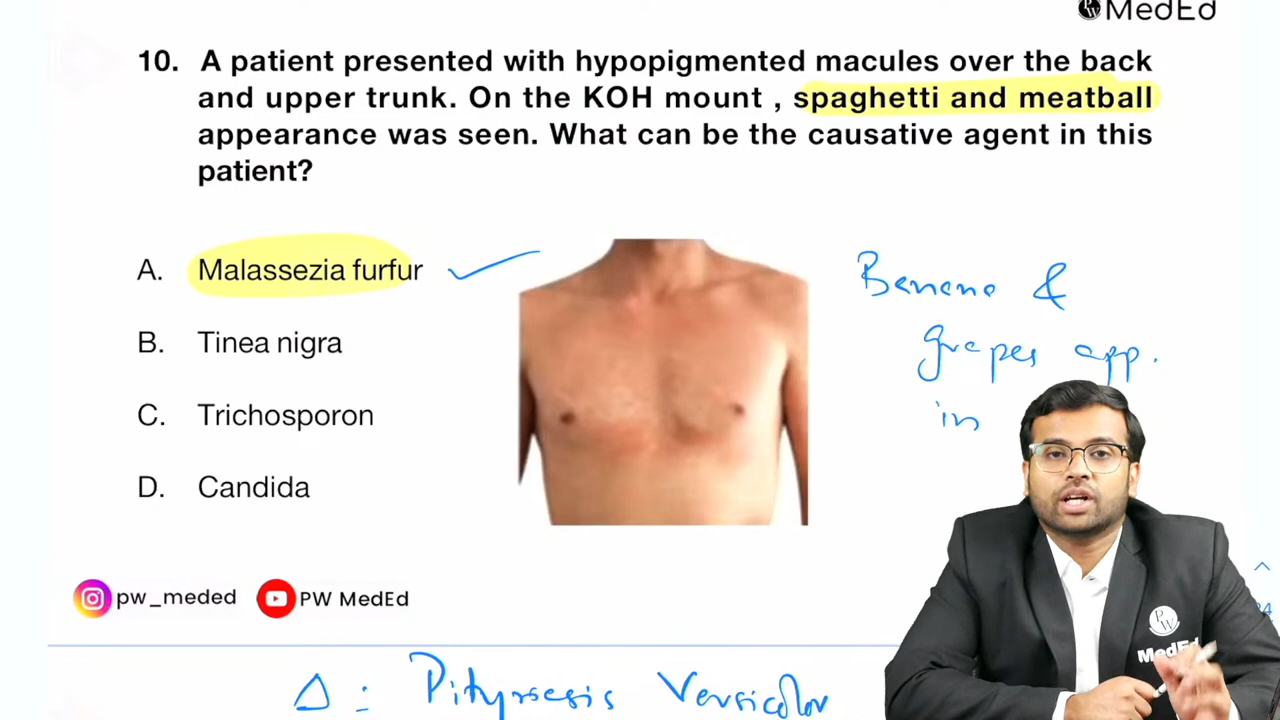 MedEd
10. A patient presented with hypopigmented macules over the back
and upper trunk. On the KOH mount , spaghetti and meatball
appearance was seen. What can be the causative agent in this
patient?
A. Malassezia furfur
B. Tinea nigra
C. Trichosporon
D. Candida
Banana &
grapes app.
in
pw_meded PW MedEd
PW
MedEd
Δ : Pityriasis Versicolor